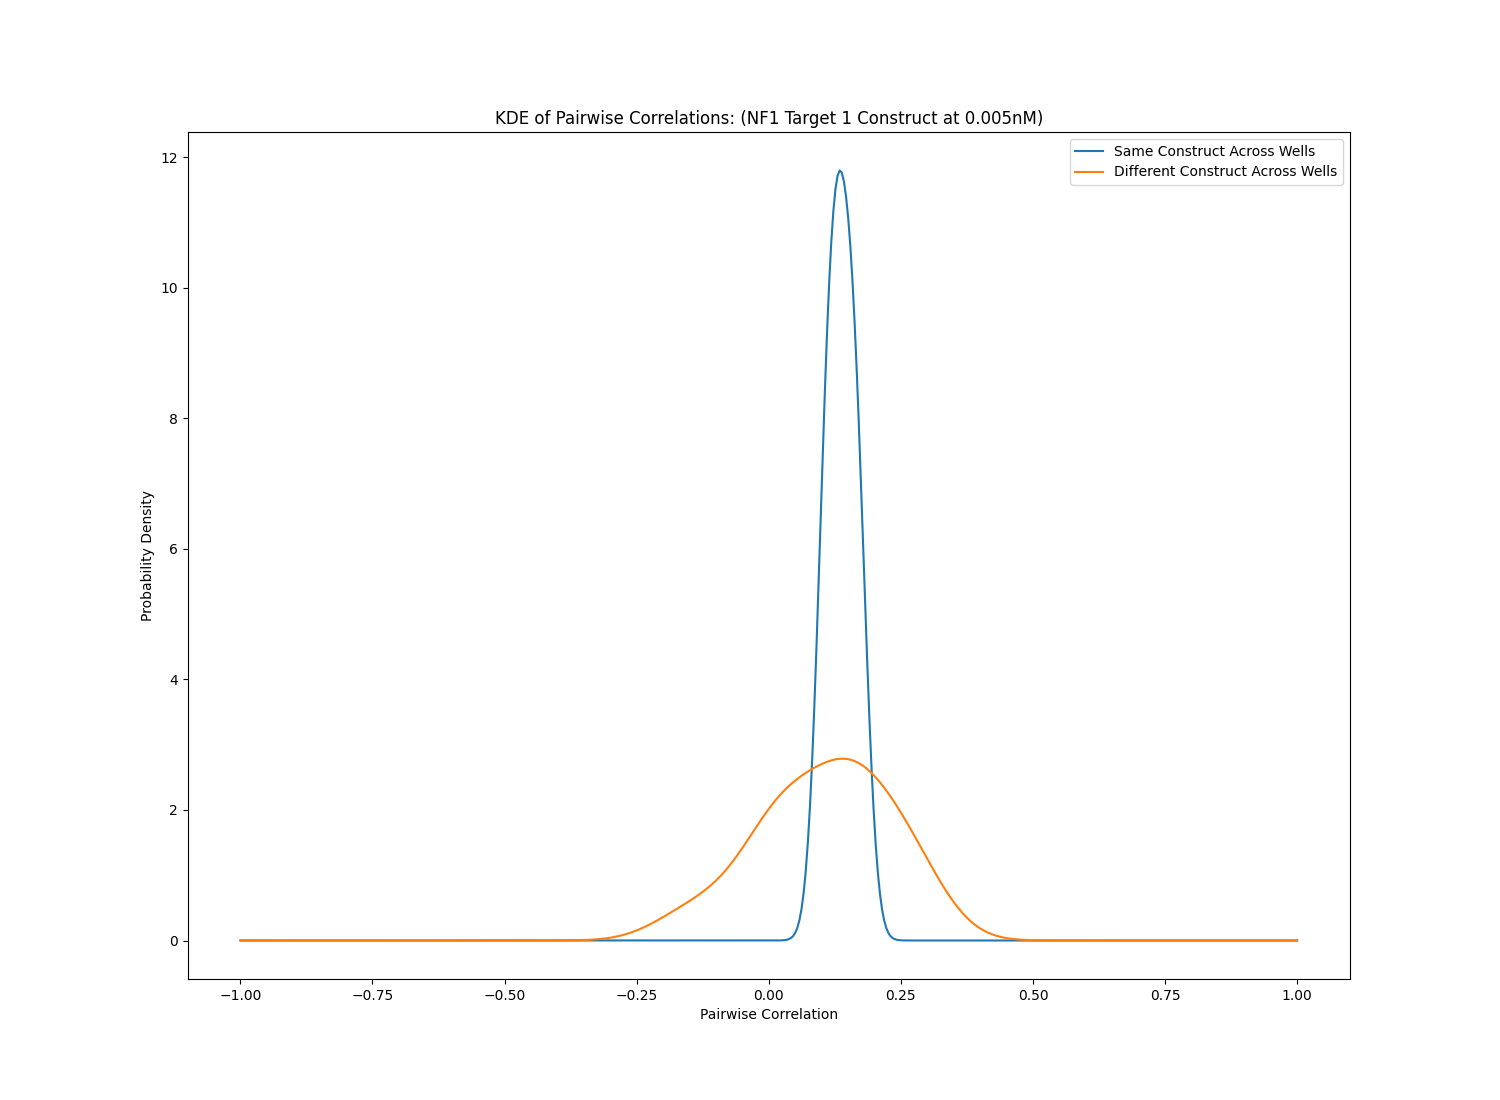 KDE of Pairwise Correlations: (NF1 Target 1 Construct at 0.005nM)
Same Construct Across Wells
Different Construct Across Wells
12
10
8
6
4
2
0
Probability Density
−1.00 −0.75 −0.50 −0.25 0.00 0.25 0.50 0.75 1.00
Pairwise Correlation